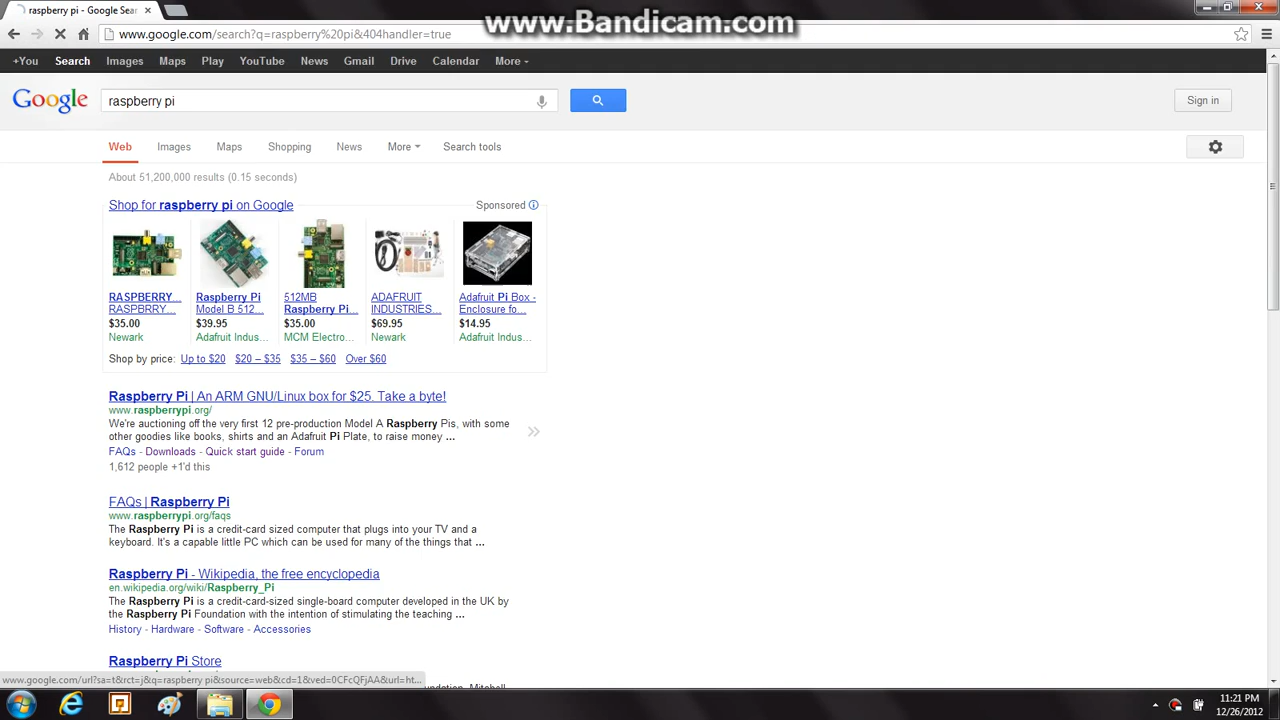 raspberry pi - Google Sear
www.Bandicam.com
www.google.com/search?q=raspberry%20pi&404handler=true
+You Search Images Maps Play YouTube News Gmail Drive Calendar More
Google raspberry pi Sign in
Web Images Maps Shopping News More Search tools
About 51,200,000 results (0.15 seconds)
Shop for raspberry pi on Google Sponsored
RASPBERRY... Raspberry Pi 512MB ADAFRUIT Adafruit Pi Box -
RASPBRRY... Model B 512... Raspberry Pi... INDUSTRIES... Enclosure fo...
$35.00 $39.95 $35.00 $69.95 $14.95
Newark Adafruit Indus... MCM Electro... Newark Adafruit Indus...
Shop by price: Up to $20 $20 – $35 $35 – $60 Over $60
Raspberry Pi | An ARM GNU/Linux box for $25. Take a byte!
www.raspberrypi.org/
We're auctioning off the very first 12 pre-production Model A Raspberry Pis, with some
other goodies like books, shirts and an Adafruit Pi Plate, to raise money ...
FAQs - Downloads - Quick start guide - Forum
1,612 people +1'd this
FAQs | Raspberry Pi
www.raspberrypi.org/faqs
The Raspberry Pi is a credit-card sized computer that plugs into your TV and a
keyboard. It's a capable little PC which can be used for many of the things that ...
Raspberry Pi - Wikipedia, the free encyclopedia
en.wikipedia.org/wiki/Raspberry_Pi
The Raspberry Pi is a credit-card-sized single-board computer developed in the UK by
the Raspberry Pi Foundation with the intention of stimulating the teaching ...
History - Hardware - Software - Accessories
Raspberry Pi Store
www.google.com/url?sa=t&rct=j&q=raspberry pi&source=web&cd=1&ved=0CFcQFjAA&url=ht...
11:21 PM
12/26/2012